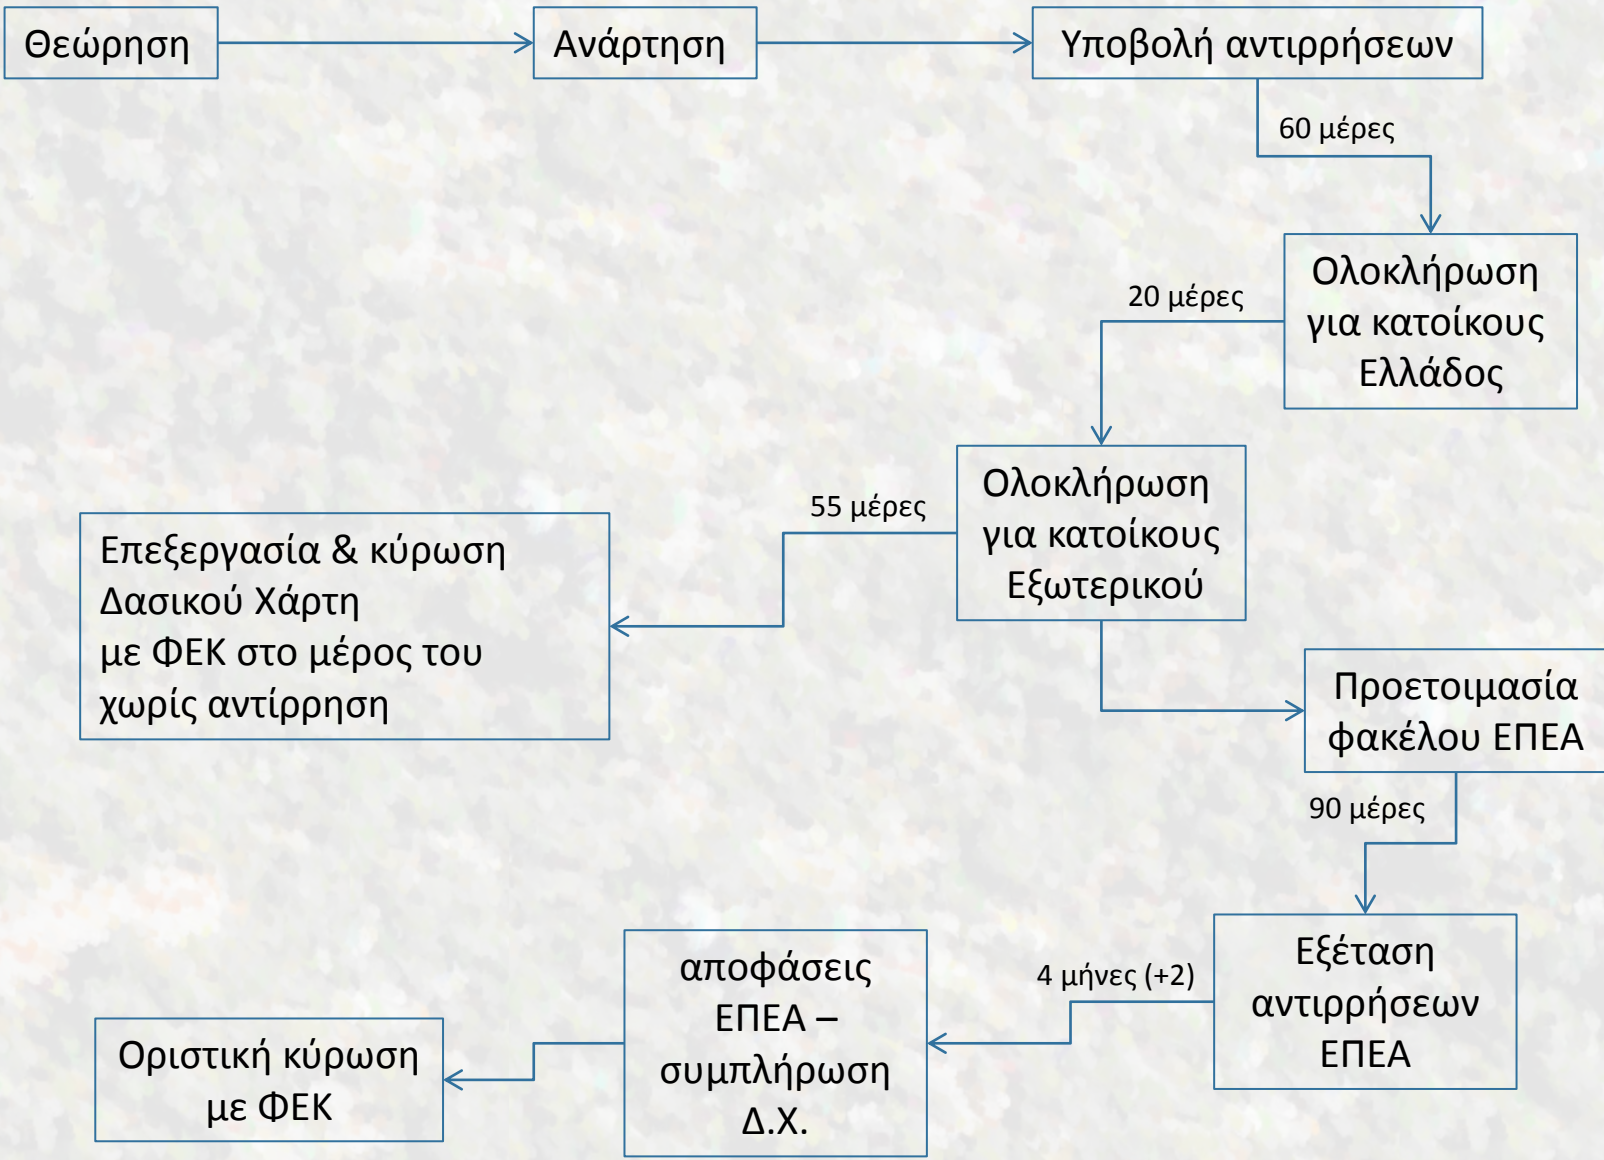 Θεώρηση
Ανάρτηση
Υποβολή αντιρρήσεων
60 μέρες
Ολοκλήρωση
για κατοίκους
Ελλάδος
20 μέρες
Ολοκλήρωση
για κατοίκους
Εξωτερικού
55 μέρες
Επεξεργασία & κύρωση
Δασικού Χάρτη
με ΦΕΚ στο μέρος του
χωρίς αντίρρηση
Προετοιμασία
φακέλου ΕΠΕΑ
90 μέρες
Εξέταση
αντιρρήσεων
ΕΠΕΑ
4 μήνες (+2)
αποφάσεις
ΕΠΕΑ –
συμπλήρωση
Δ.Χ.
Οριστική κύρωση
με ΦΕΚ